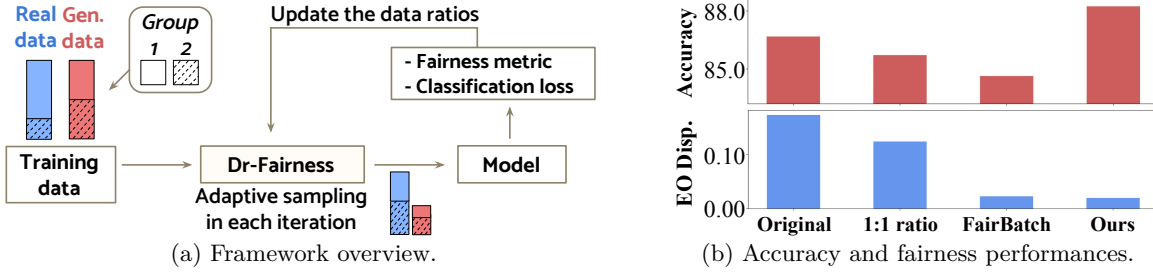 Real Gen.
data data
Group
1 2
Update the data ratios
- Fairness metric
- Classification loss
Training
data
Dr-Fairness
Model
Adaptive sampling
in each iteration
(a) Framework overview.
Accuracy
88.0
85.0
EO Disp.
0.10
0.00
Original 1:1 ratio FairBatch Ours
(b) Accuracy and fairness performances.